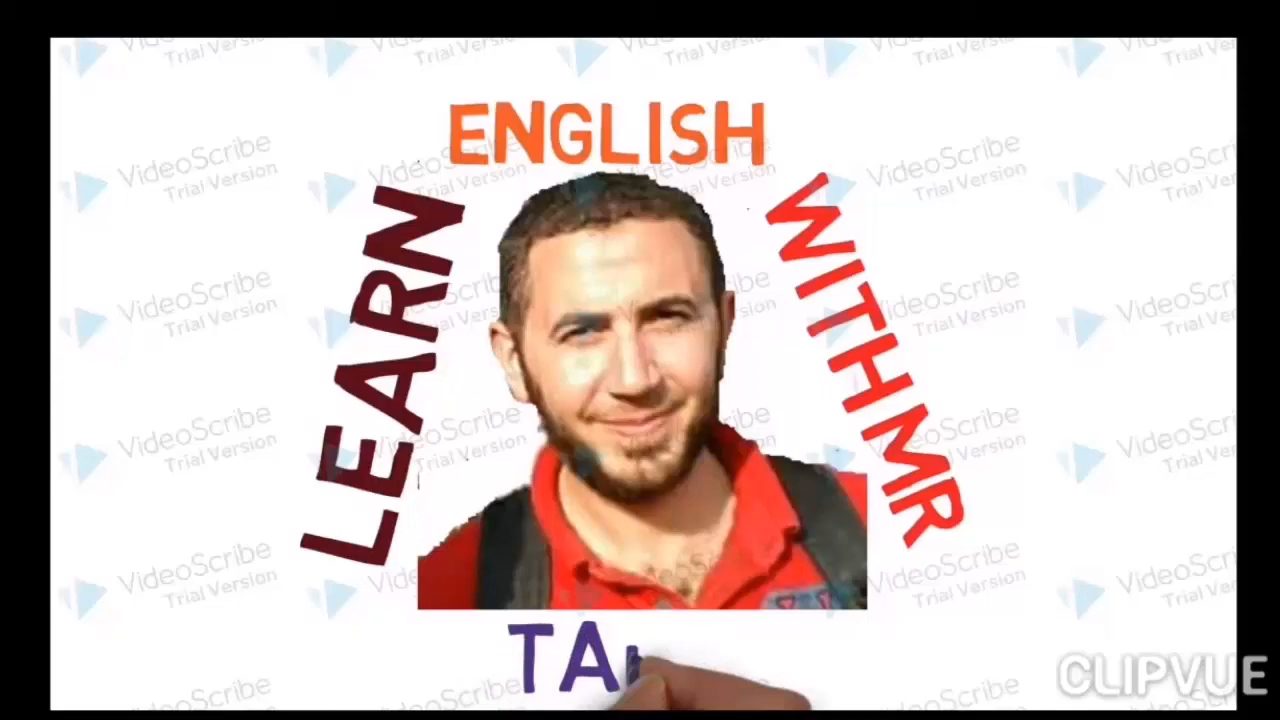 LEARN
ENGLISH
WITHMR
TA
VideoScribe
Trial Version
CLIPVUE